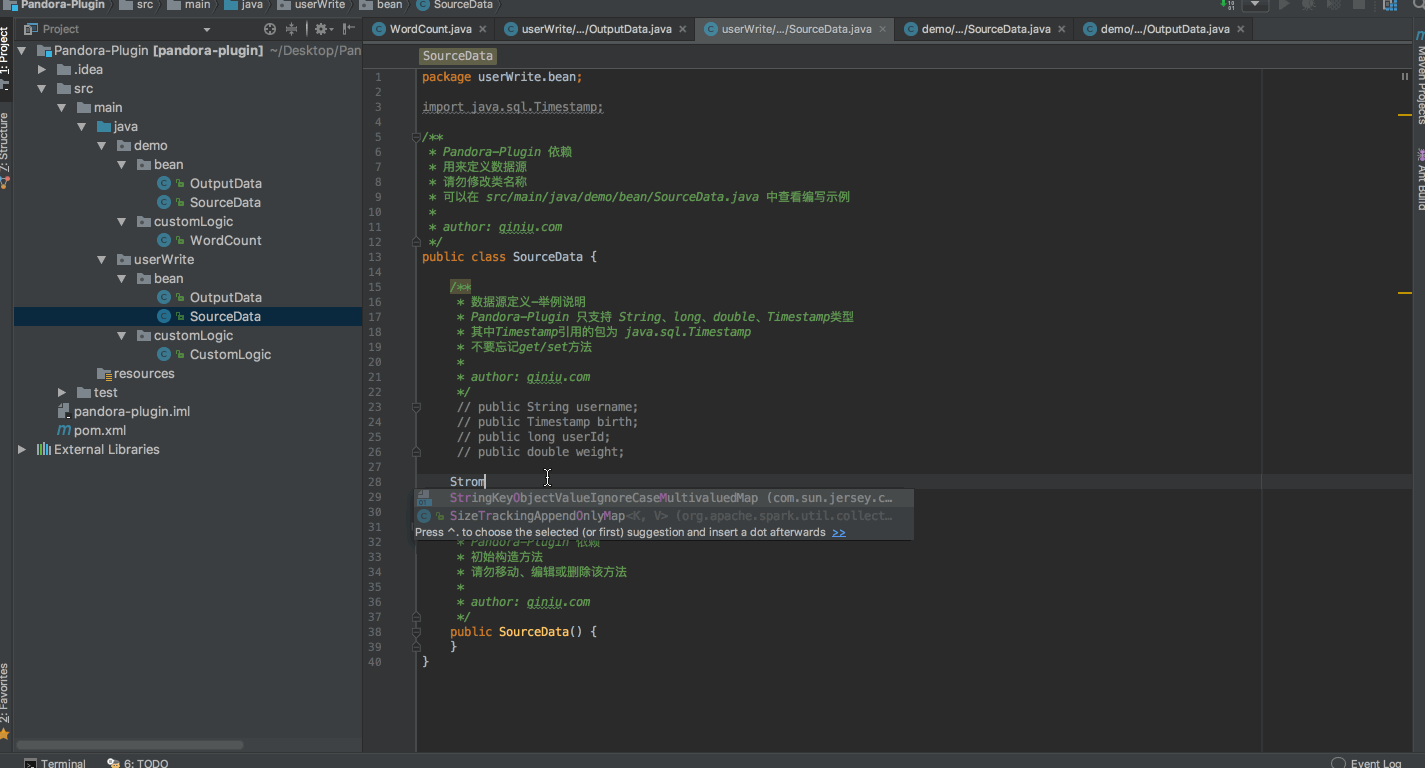 Pandora-Plugin src main java userWrite bean SourceData
Project
WordCount.java
userWrite/.../OutputData.java
userWrite/.../SourceData.java
demo/.../SourceData.java
demo/.../OutputData.java
1: Project
7: Structure
2: Favorites
Pandora-Plugin [pandora-plugin] ~/Desktop/Pan
.idea
src
main
java
demo
bean
OutputData
SourceData
customLogic
WordCount
userWrite
bean
OutputData
SourceData
customLogic
CustomLogic
resources
test
pandora-plugin.iml
pom.xml
External Libraries
SourceData
1 package userWrite.bean;
2
3 import java.sql.Timestamp;
4
5 /**
6 * Pandora-Plugin 依赖
7 * 用来定义数据源
8 * 请勿修改类名称
9 * 可以在 src/main/java/demo/bean/SourceData.java 中查看编写示例
10 *
11 * author: qiniu.com
12 */
13 public class SourceData {
14
15 /**
16 * 数据源定义-举例说明
17 * Pandora-Plugin 只支持 String、long、double、Timestamp类型
18 * 其中Timestamp引用的包为 java.sql.Timestamp
19 * 不要忘记get/set方法
20 *
21 * author: qiniu.com
22 */
23 // public String username;
24 // public Timestamp birth;
25 // public long userId;
26 // public double weight;
27
28 Strom
29 StringKeyObjectValueIgnoreCaseMultivaluedMap (com.sun.jersey.c...
30 SizeTrackingAppendOnlyMap<K, V> (org.apache.spark.util.collect...
31 Press ^. to choose the selected (or first) suggestion and insert a dot afterwards >>
32 * Pandora-Plugin 依赖
33 * 初始构造方法
34 * 请勿移动、编辑或删除该方法
35 *
36 * author: qiniu.com
37 */
38 public SourceData() {
39 }
40 }
Maven Projects
Ant Build
Terminal
6: TODO
Event Log